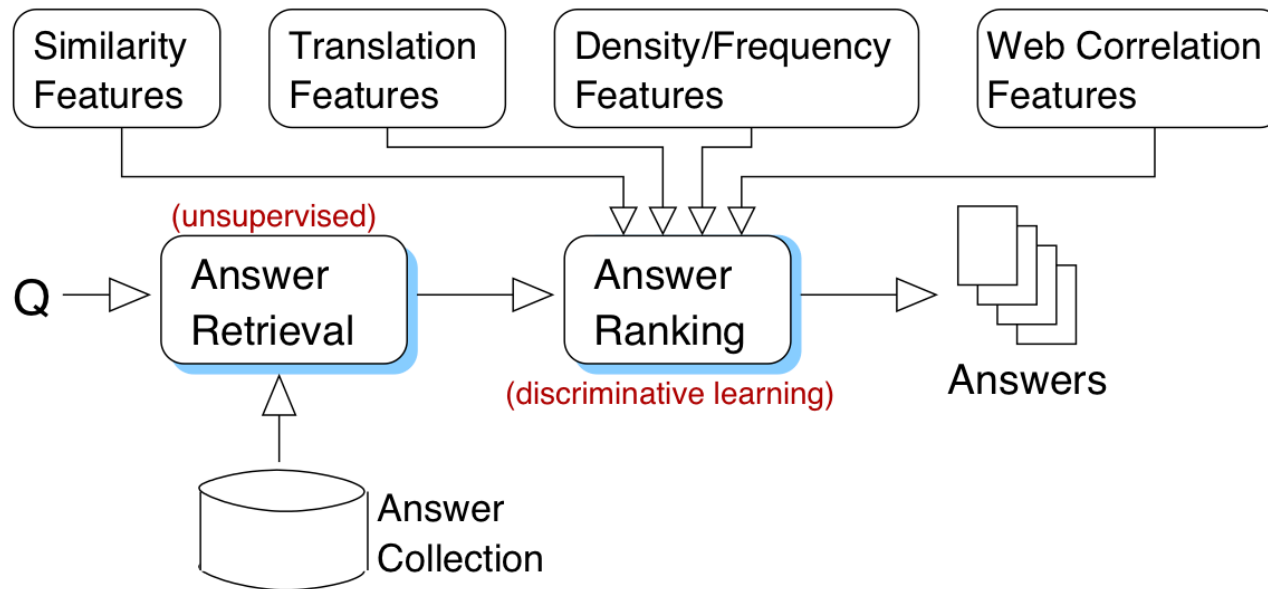 Similarity
Features
Translation
Features
Density/Frequency
Features
Web Correlation
Features
(unsupervised)
Q
Answer
Retrieval
Answer
Ranking
(discriminative learning)
Answers
Answer
Collection